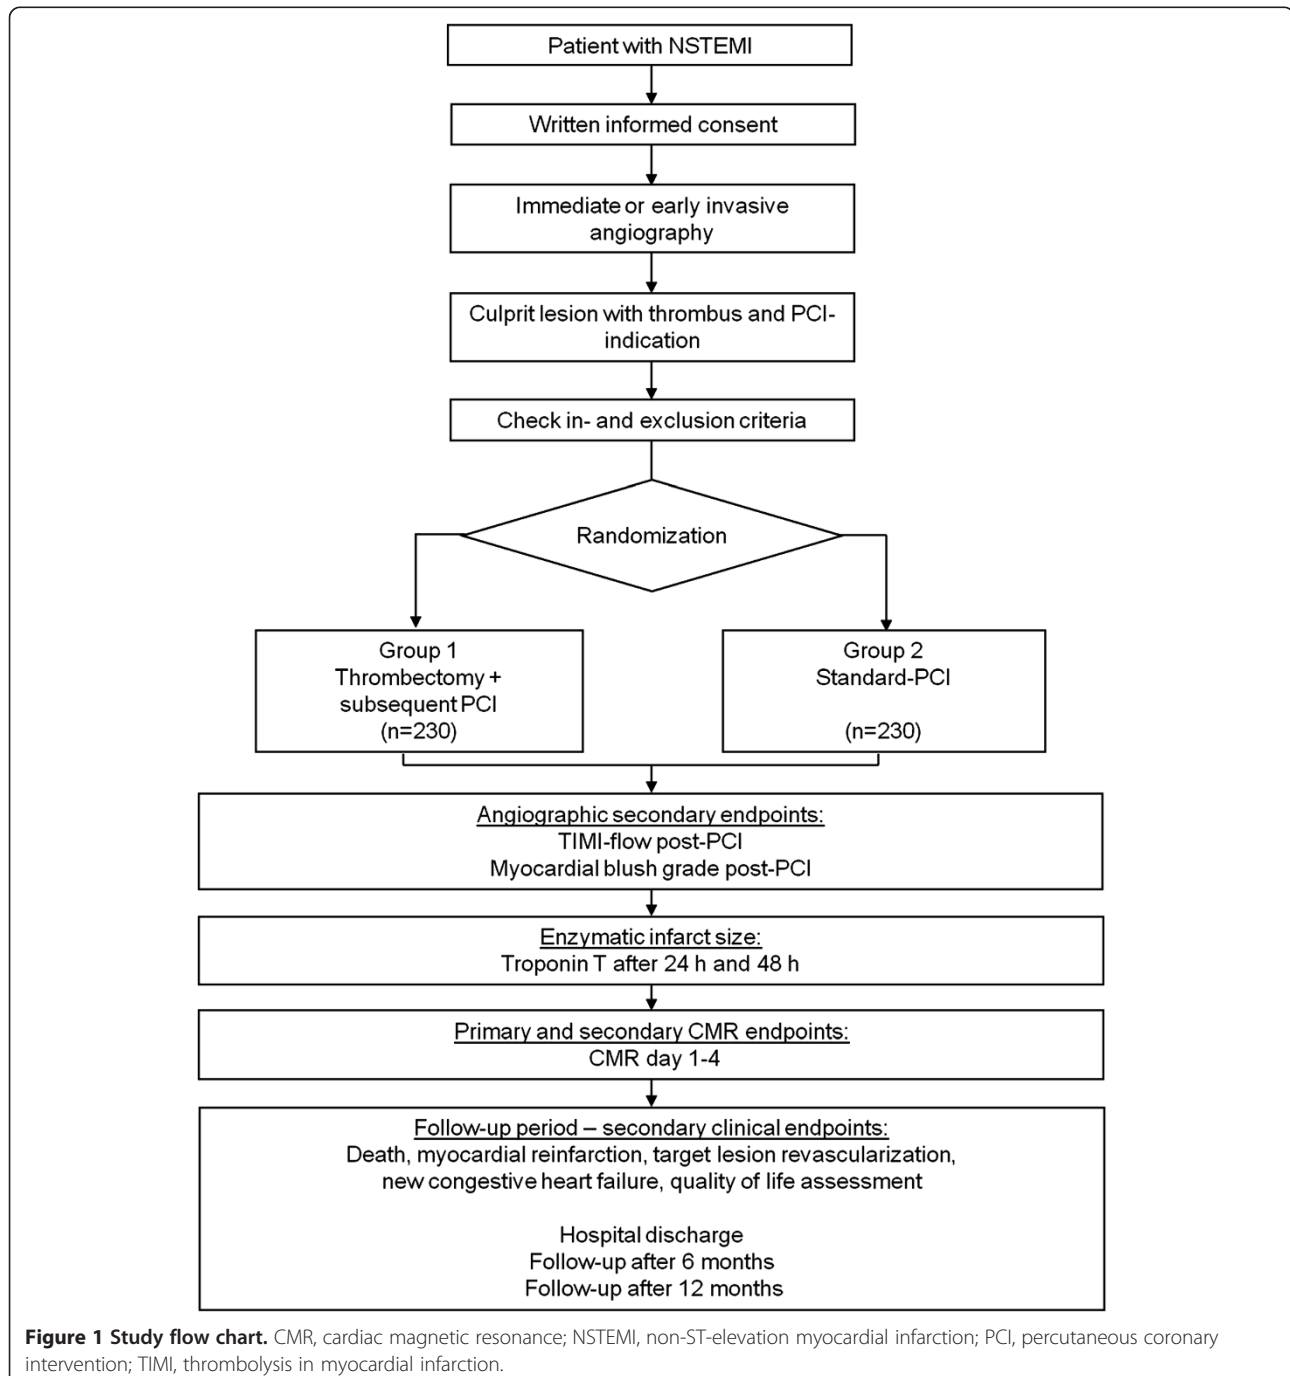 Patient with NSTEMI
Written informed consent
Immediate or early invasive
angiography
Culprit lesion with thrombus and PCI-
indication
Check in- and exclusion criteria
Randomization
Group 1
Thrombectomy +
subsequent PCI
(n=230)
Group 2
Standard-PCI
(n=230)
Angiographic secondary endpoints:
TIMI-flow post-PCI
Myocardial blush grade post-PCI
Enzymatic infarct size:
Troponin T after 24 h and 48 h
Primary and secondary CMR endpoints:
CMR day 1-4
Follow-up period – secondary clinical endpoints:
Death, myocardial reinfarction, target lesion revascularization,
new congestive heart failure, quality of life assessment
Hospital discharge
Follow-up after 6 months
Follow-up after 12 months
Figure 1 Study flow chart. CMR, cardiac magnetic resonance; NSTEMI, non-ST-elevation myocardial infarction; PCI, percutaneous coronary
intervention; TIMI, thrombolysis in myocardial infarction.